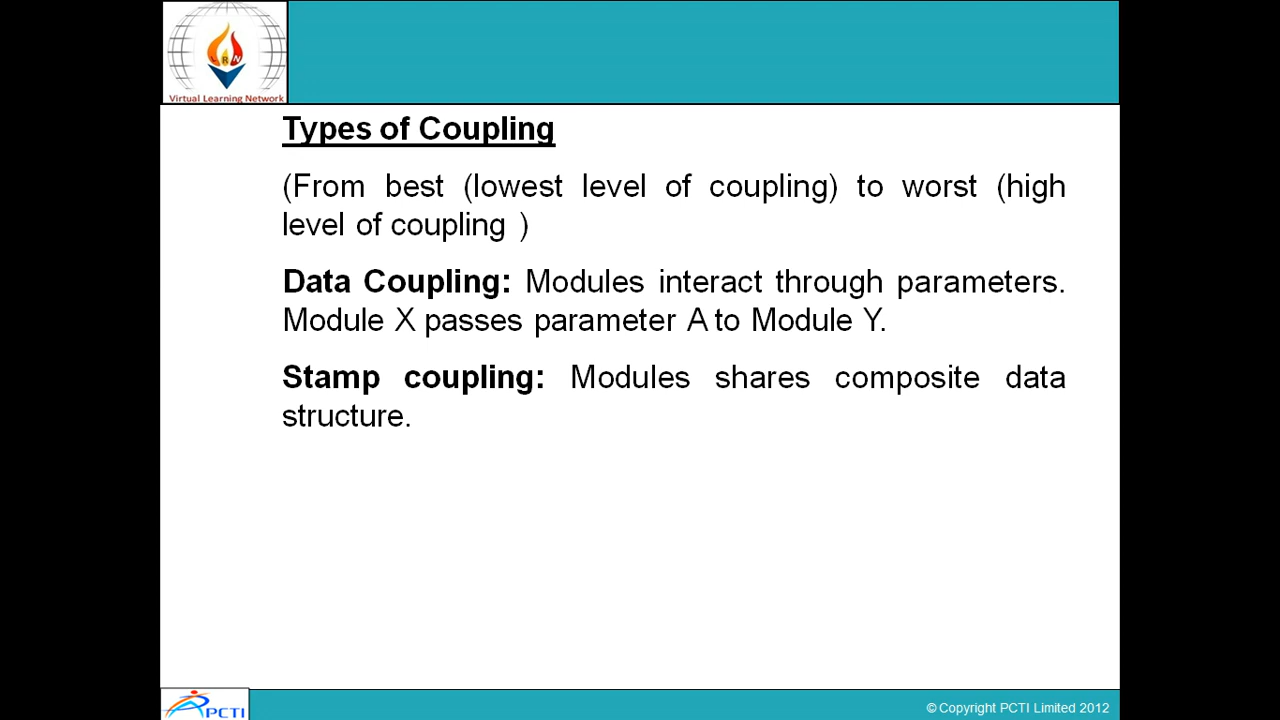 LRN
Virtual Learning Network
Types of Coupling
(From best (lowest level of coupling) to worst (high
level of coupling )
Data Coupling: Modules interact through parameters.
Module X passes parameter A to Module Y.
Stamp coupling: Modules shares composite data
structure.
PCTI
© Copyright PCTI Limited 2012